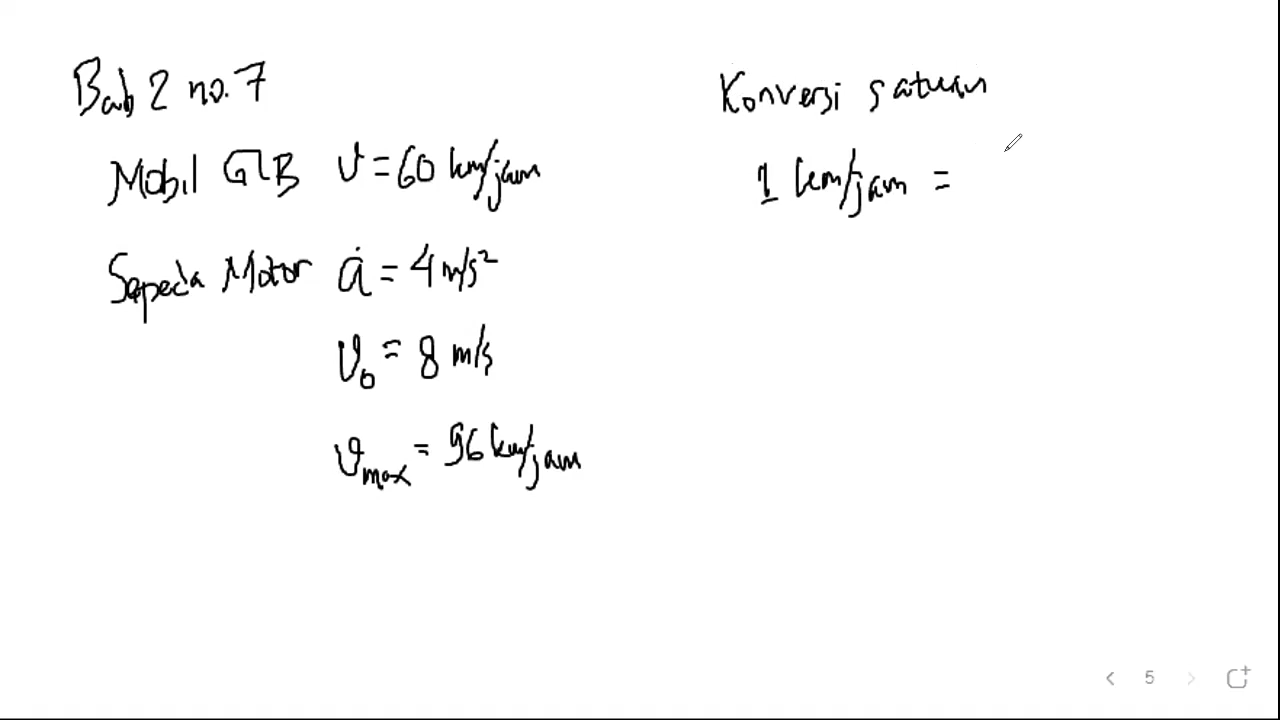 Bab 2 no. 7
Mobil GLB v = 60 km/jam
Sepeda Motor a = 4 m/s²
v₀ = 8 m/s
v_max = 96 km/jam
Konversi satuan
1 km/jam =
5